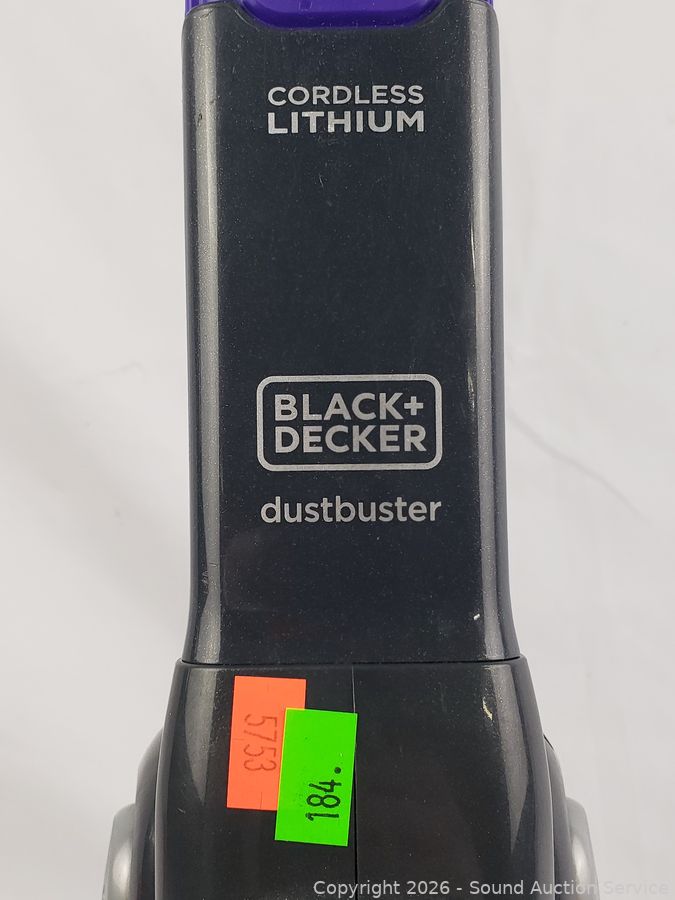 CORDLESS
LITHIUM
BLACK+
DECKER
dustbuster
5753
184.
Copyright 2026 - Sound Auction Service